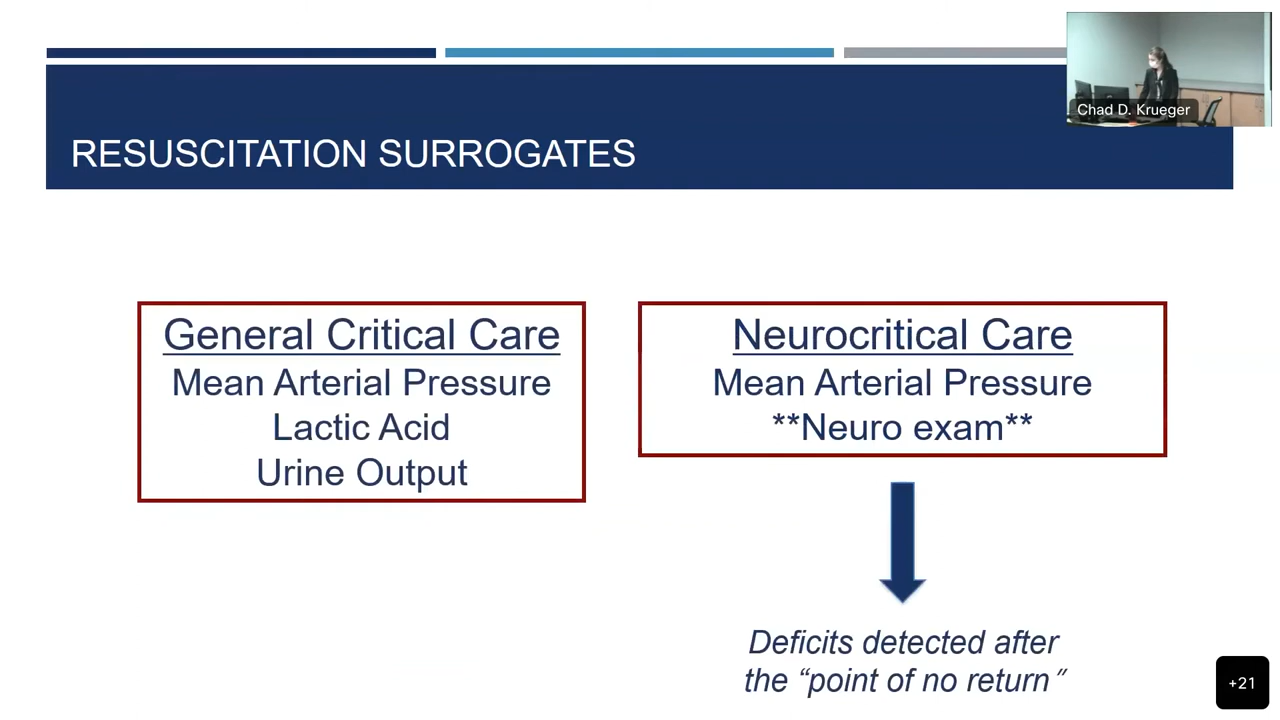 Chad D. Krueger
RESUSCITATION SURROGATES
General Critical Care
Mean Arterial Pressure
Lactic Acid
Urine Output
Neurocritical Care
Mean Arterial Pressure
**Neuro exam**
Deficits detected after
the “point of no return”
+21